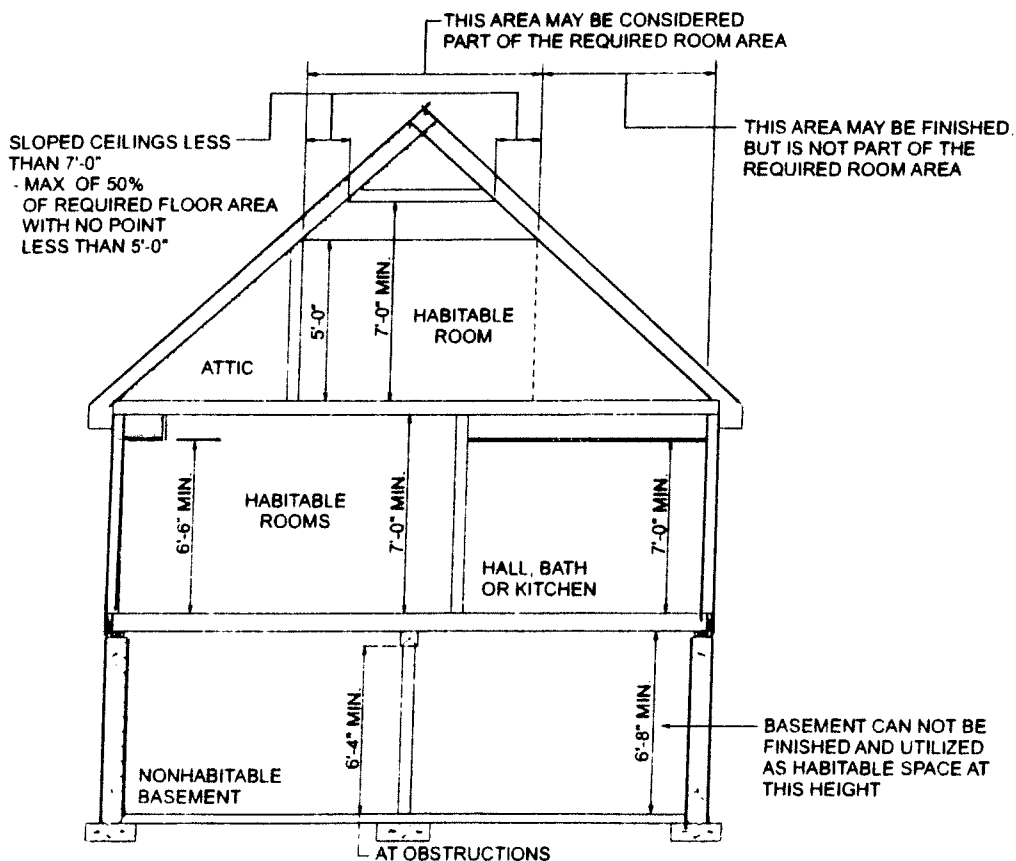 THIS AREA MAY BE CONSIDERED
PART OF THE REQUIRED ROOM AREA
SLOPED CEILINGS LESS
THAN 7'-0"
- MAX OF 50%
OF REQUIRED FLOOR AREA
WITH NO POINT
LESS THAN 5'-0"
THIS AREA MAY BE FINISHED
BUT IS NOT PART OF THE
REQUIRED ROOM AREA
5'-0"
7'-0" MIN.
HABITABLE
ROOM
ATTIC
6'-6" MIN.
HABITABLE
ROOMS
7'-0" MIN.
HALL, BATH
OR KITCHEN
7'-0" MIN.
NONHABITABLE
BASEMENT
6'-4" MIN.
6'-8" MIN.
BASEMENT CAN NOT BE
FINISHED AND UTILIZED
AS HABITABLE SPACE AT
THIS HEIGHT
AT OBSTRUCTIONS